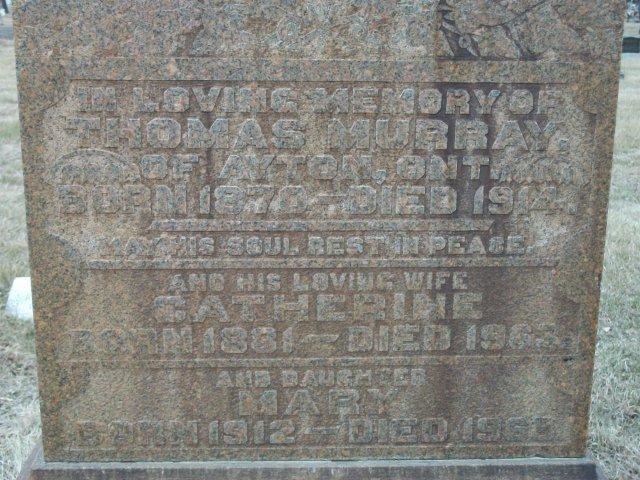 IN LOVING MEMORY OF
THOMAS MURRAY,
OF AYTON, ONT.
BORN 1870 – DIED 1914.
MAY HIS SOUL REST IN PEACE.
AND HIS LOVING WIFE
CATHERINE
BORN 1881 – DIED
AND DAUGHTER
MARY
BORN 1912 – DIED